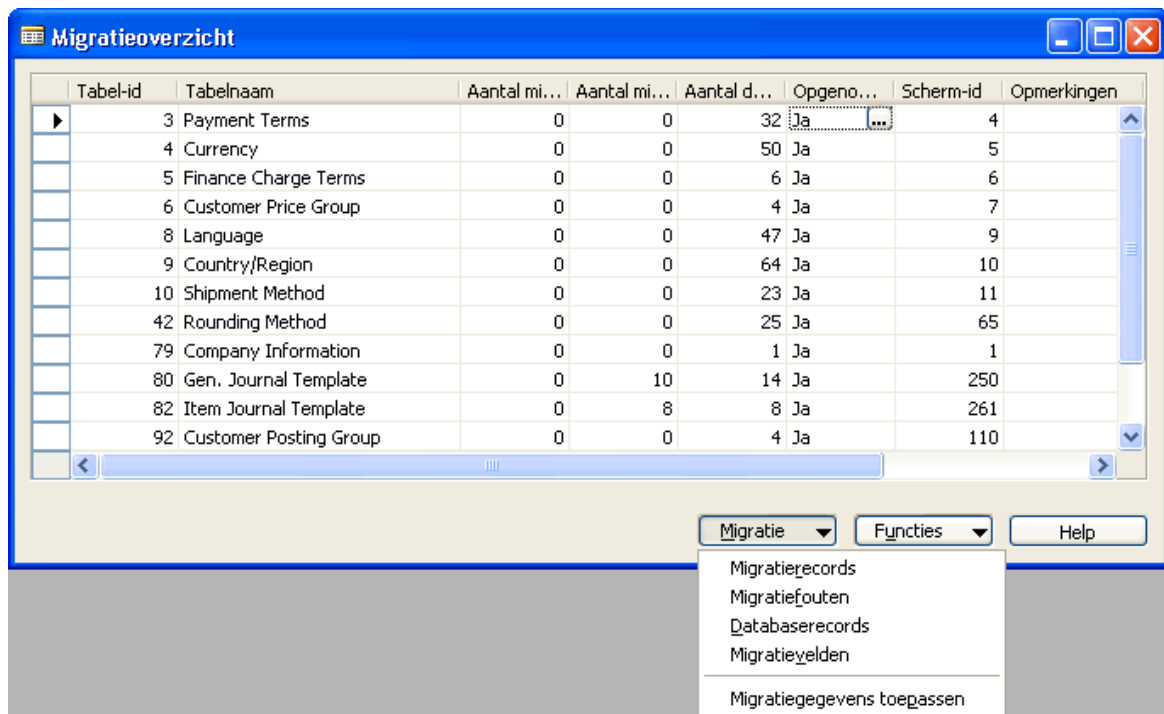 Migratieoverzicht
Tabel-id Tabelnaam Aantal mi... Aantal mi... Aantal d... Opgeno... Scherm-id Opmerkingen
3 Payment Terms 0 0 32 Ja ... 4
4 Currency 0 0 50 Ja 5
5 Finance Charge Terms 0 0 6 Ja 6
6 Customer Price Group 0 0 4 Ja 7
8 Language 0 0 47 Ja 9
9 Country/Region 0 0 64 Ja 10
10 Shipment Method 0 0 23 Ja 11
42 Rounding Method 0 0 25 Ja 65
79 Company Information 0 0 1 Ja 1
80 Gen. Journal Template 0 10 14 Ja 250
82 Item Journal Template 0 8 8 Ja 261
92 Customer Posting Group 0 0 4 Ja 110
Migratie Functies Help
Migratierecords
Migratiefouten
Databaserecords
Migratievelden
Migratiegegevens toepassen